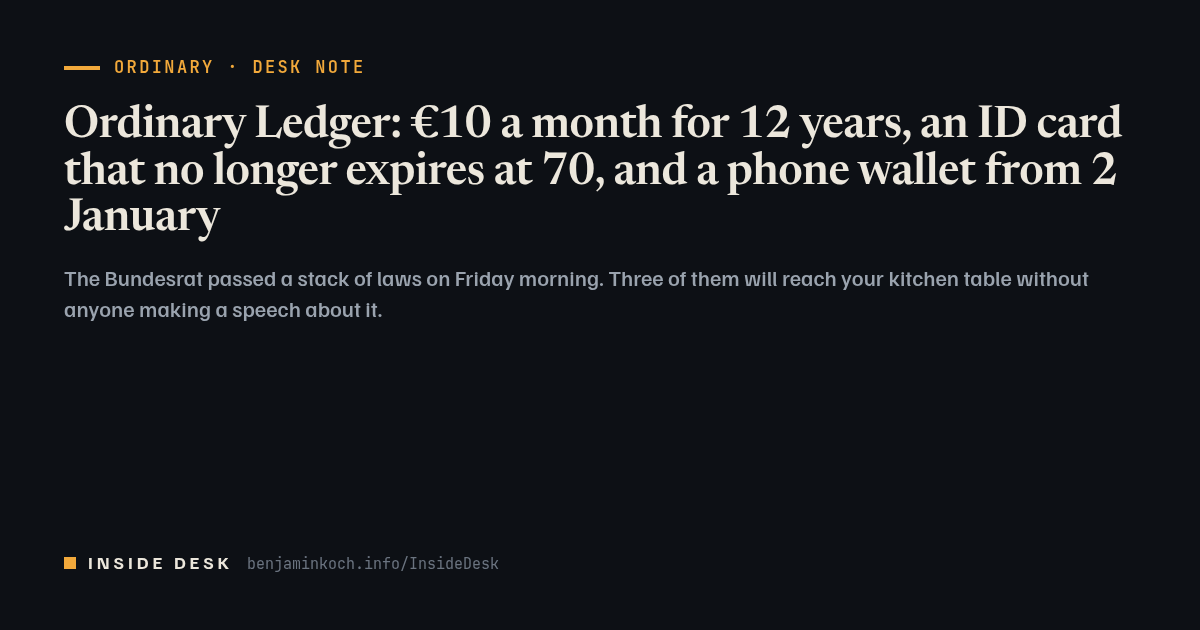 ORDINARY · DESK NOTE
Ordinary Ledger: €10 a month for 12 years, an ID card
that no longer expires at 70, and a phone wallet from 2
January
The Bundesrat passed a stack of laws on Friday morning. Three of them will reach your kitchen table without
anyone making a speech about it.
INSIDE DESK benjaminkoch.info/InsideDesk